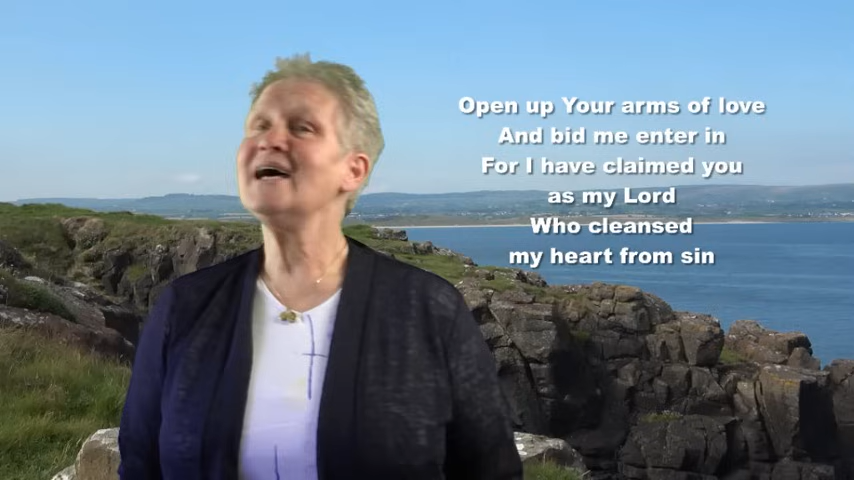 Open up Your arms of love
And bid me enter in
For I have claimed you
as my Lord
Who cleansed
my heart from sin